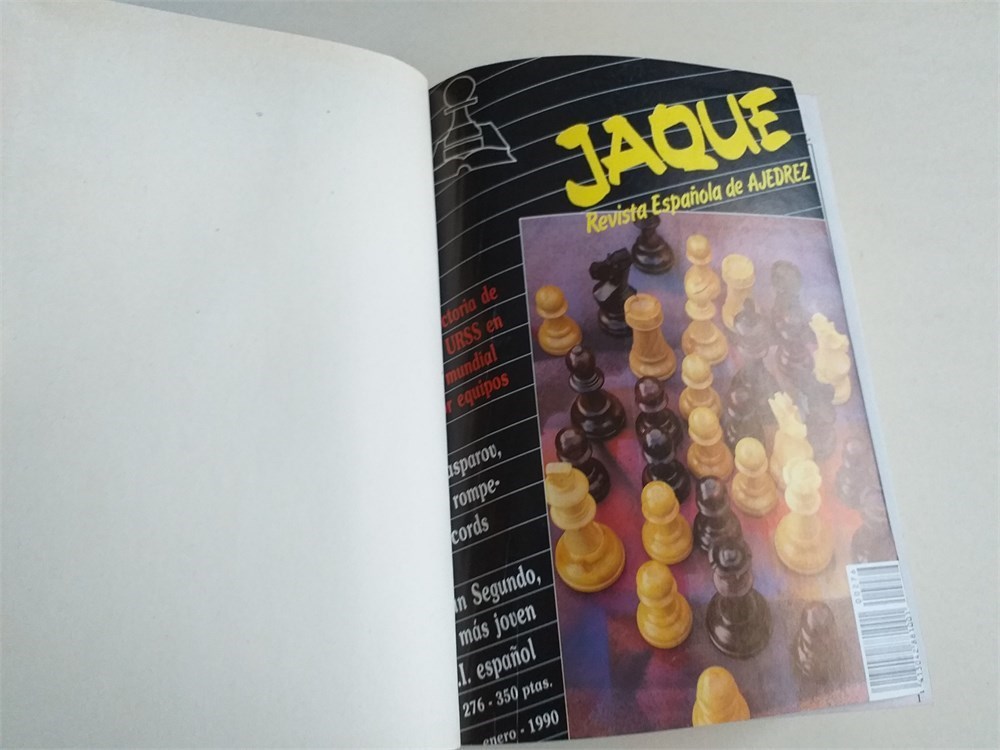 JAQUE
Revista Española de AJEDREZ
ctoria de
URSS en
mundial
r equipos
asparov,
rompe-
cords
n Segundo,
más joven
.I. español
276 - 350 ptas.
enero - 1990